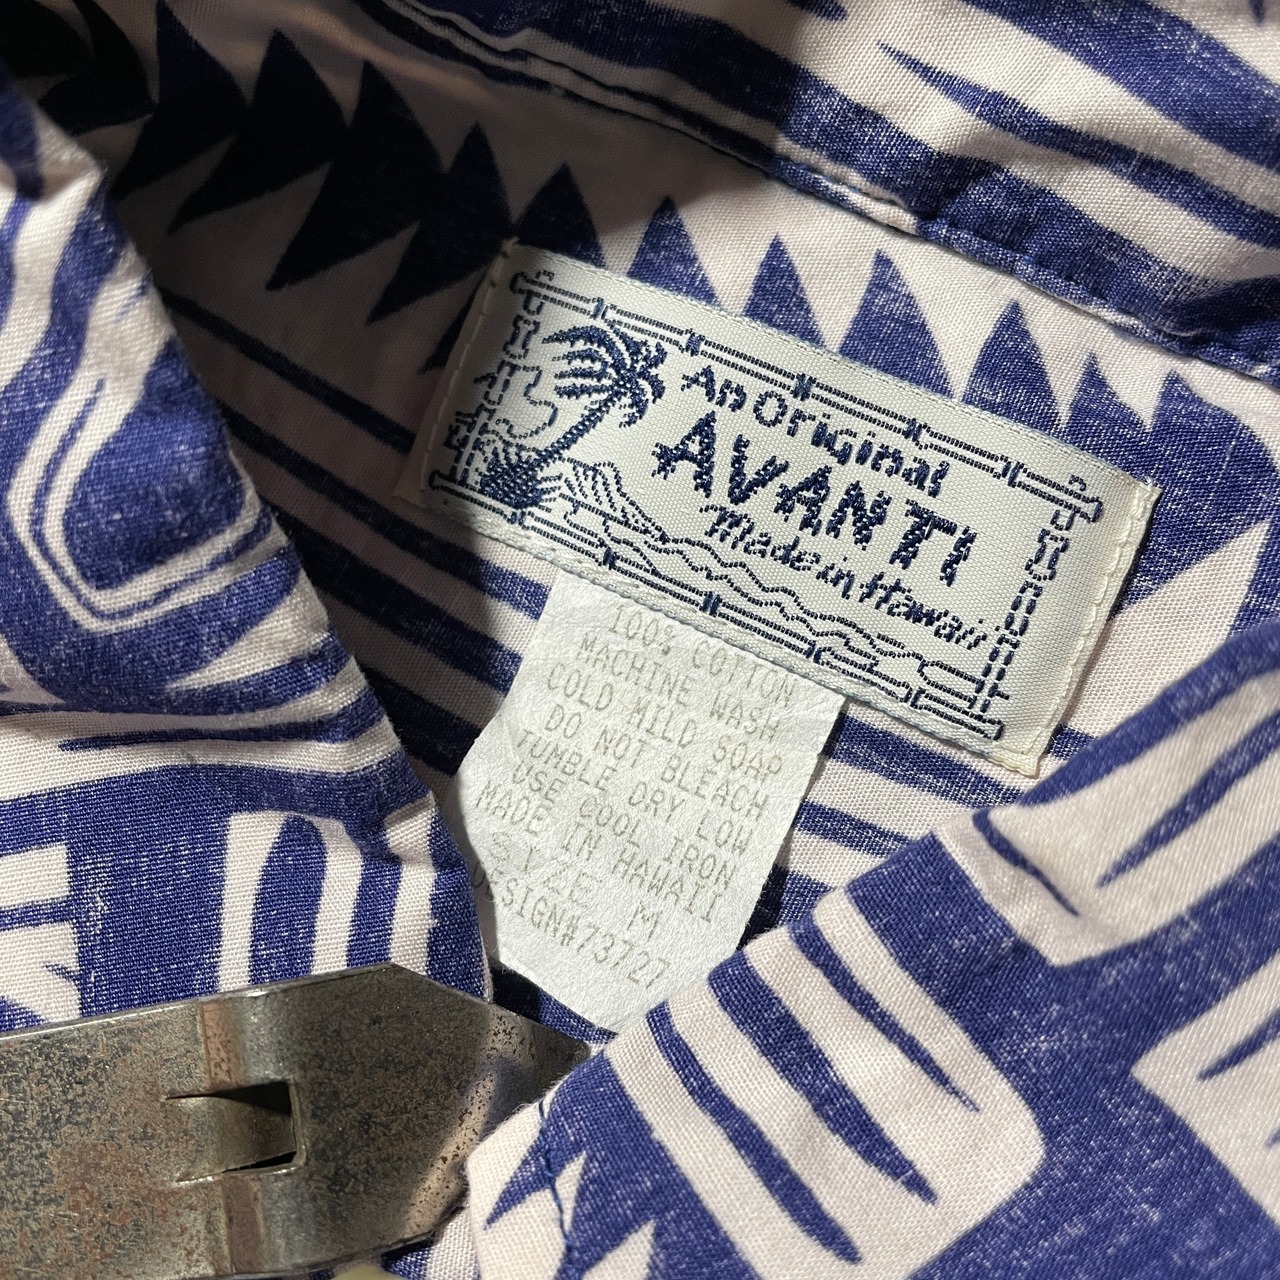 An Original
AVANTI
Made in Hawaii
100% COTTON
MACHINE WASH
COLD MILD SOAP
DO NOT BLEACH
TUMBLE DRY LOW
USE COOL IRON
MADE IN HAWAII
SIZE M
DESIGN#73727